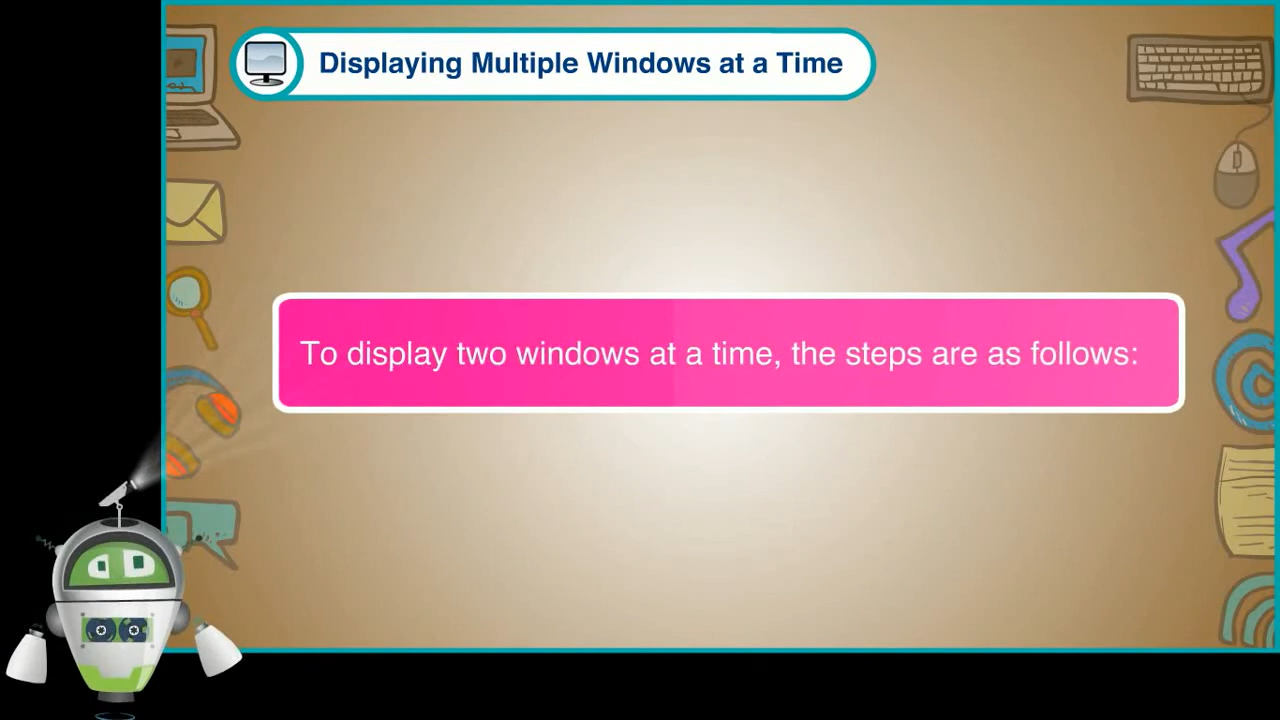 Displaying Multiple Windows at a Time
To display two windows at a time, the steps are as follows: